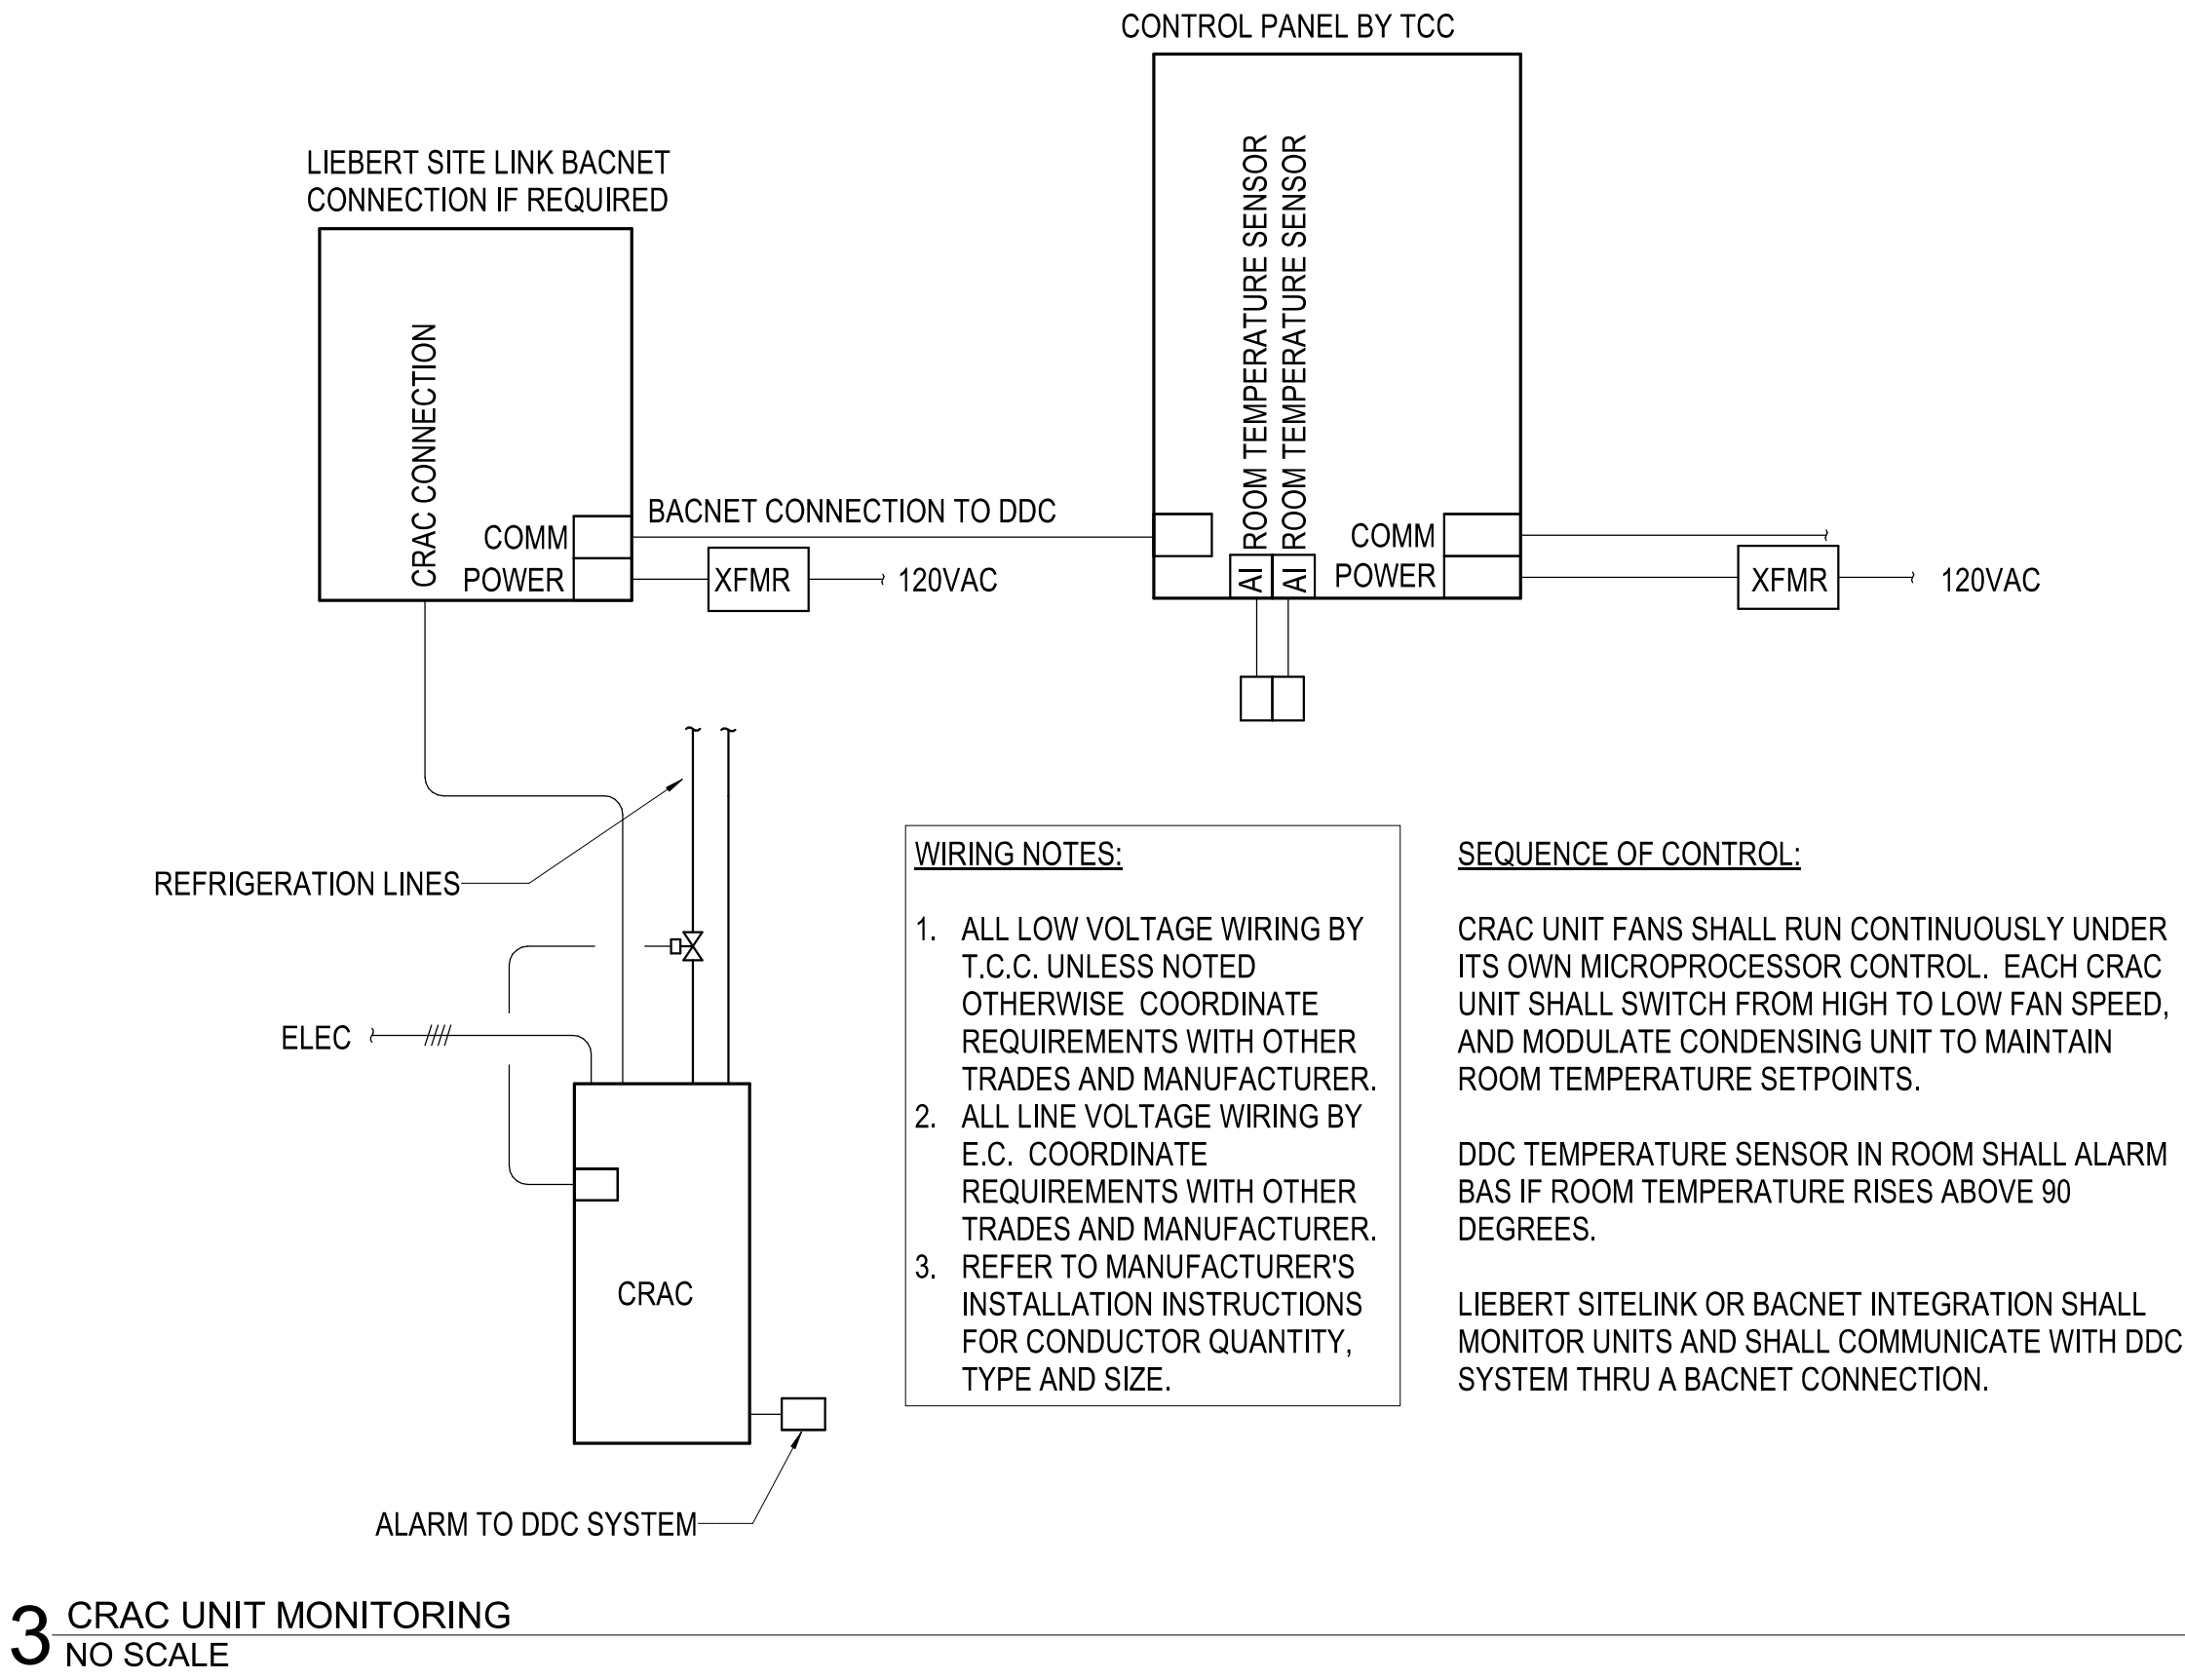 CONTROL PANEL BY TCC
LIEBERT SITE LINK BACNET
CONNECTION IF REQUIRED
CRAC CONNECTION
COMM
POWER
BACNET CONNECTION TO DDC
XFMR
120VAC
ROOM TEMPERATURE SENSOR
ROOM TEMPERATURE SENSOR
AI
AI
COMM
POWER
XFMR
120VAC
REFRIGERATION LINES
ELEC
CRAC
ALARM TO DDC SYSTEM
WIRING NOTES:
1. ALL LOW VOLTAGE WIRING BY
T.C.C. UNLESS NOTED
OTHERWISE  COORDINATE
REQUIREMENTS WITH OTHER
TRADES AND MANUFACTURER.
2. ALL LINE VOLTAGE WIRING BY
E.C.  COORDINATE
REQUIREMENTS WITH OTHER
TRADES AND MANUFACTURER.
3. REFER TO MANUFACTURER'S
INSTALLATION INSTRUCTIONS
FOR CONDUCTOR QUANTITY,
TYPE AND SIZE.
SEQUENCE OF CONTROL:
CRAC UNIT FANS SHALL RUN CONTINUOUSLY UNDER
ITS OWN MICROPROCESSOR CONTROL.  EACH CRAC
UNIT SHALL SWITCH FROM HIGH TO LOW FAN SPEED,
AND MODULATE CONDENSING UNIT TO MAINTAIN
ROOM TEMPERATURE SETPOINTS.
DDC TEMPERATURE SENSOR IN ROOM SHALL ALARM
BAS IF ROOM TEMPERATURE RISES ABOVE 90
DEGREES.
LIEBERT SITELINK OR BACNET INTEGRATION SHALL
MONITOR UNITS AND SHALL COMMUNICATE WITH DDC
SYSTEM THRU A BACNET CONNECTION.
3 CRAC UNIT MONITORING
NO SCALE